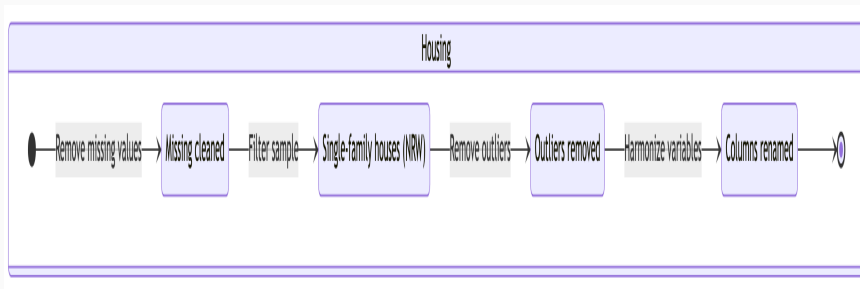 Housing
Remove missing values
Missing cleaned
Filter sample
Single-family houses (NRW)
Remove outliers
Outliers removed
Harmonize variables
Columns renamed